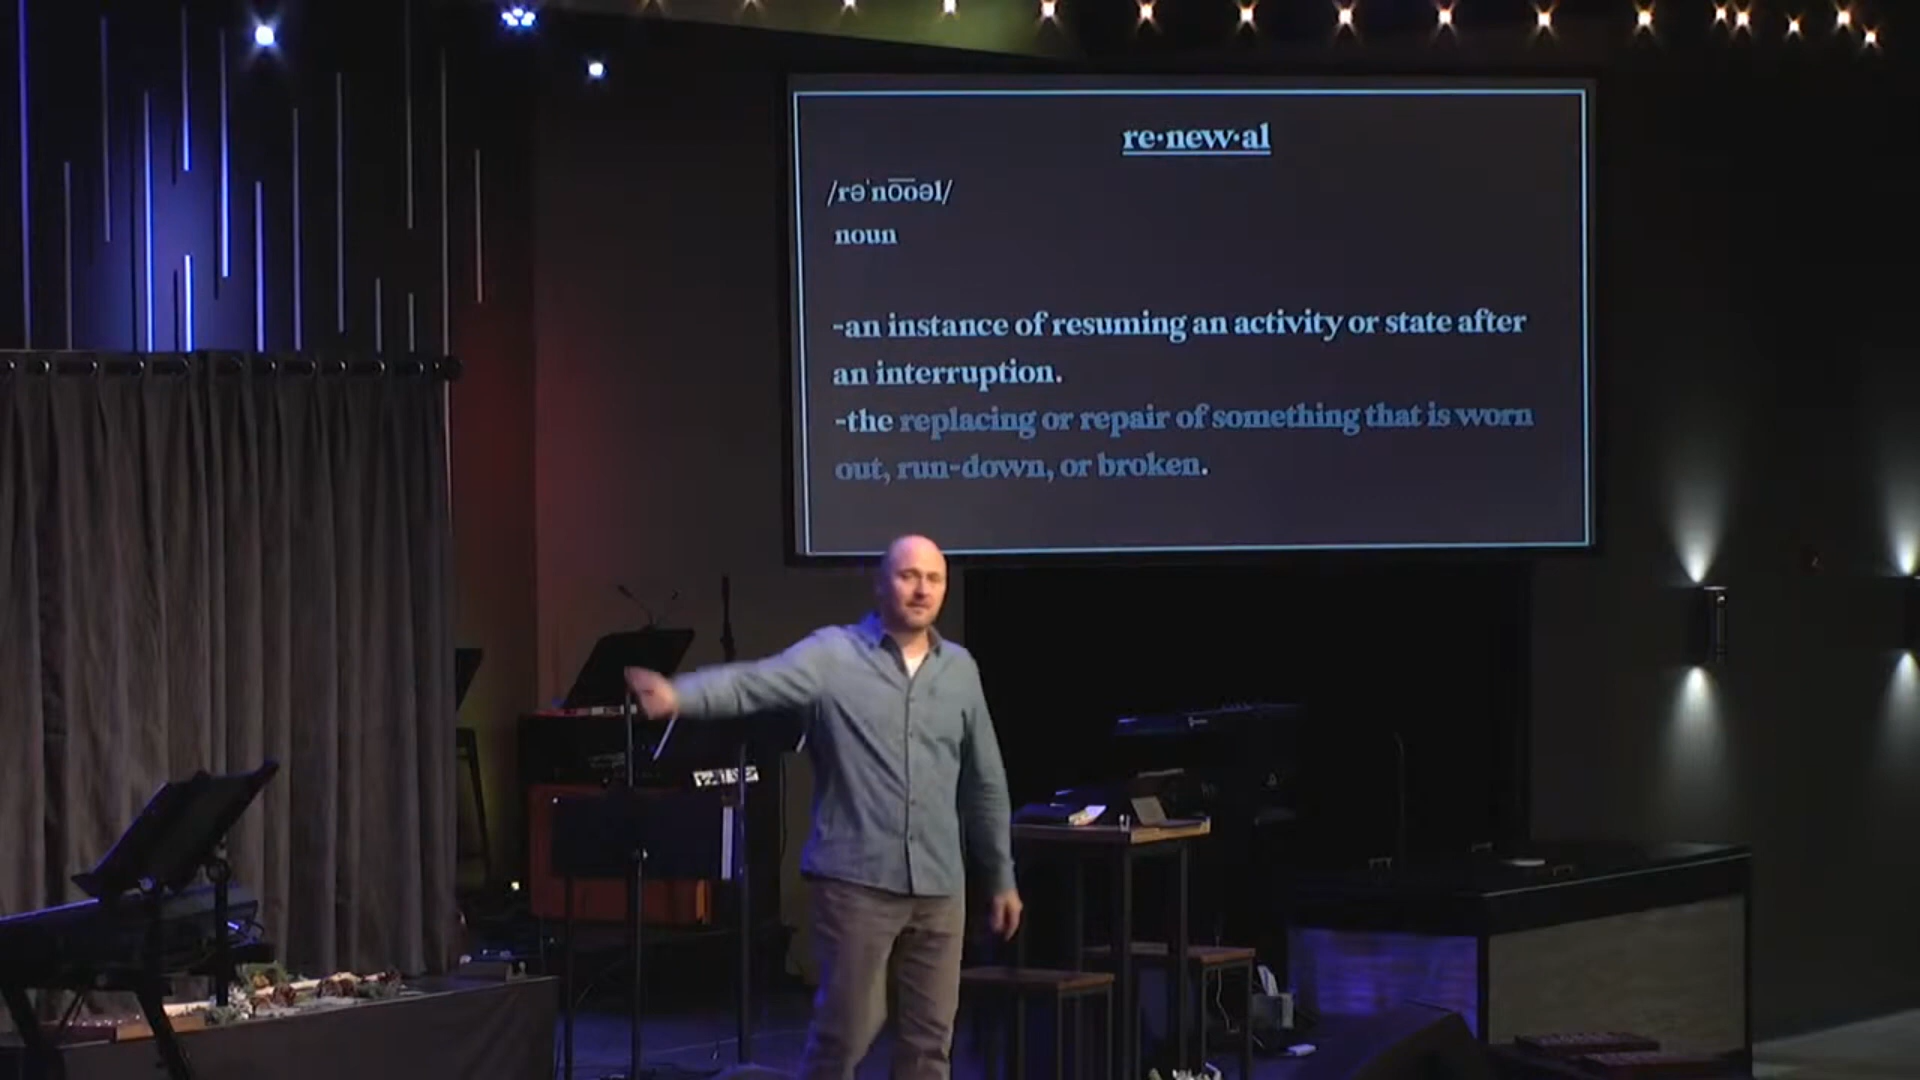 re·new·al
/rəˈno͞oəl/
noun
-an instance of resuming an activity or state after
an interruption.
-the replacing or repair of something that is worn
out, run-down, or broken.